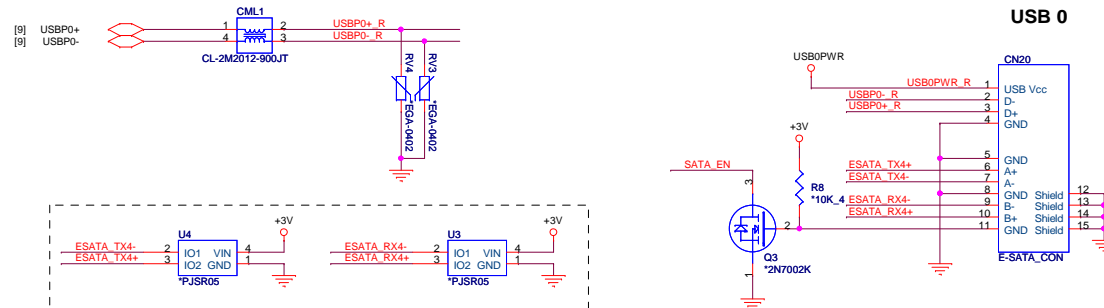 USB 0
CML1
[9] USBP0+ 1 2 USBP0+_R
[9] USBP0- 4 3 USBP0-_R
CL-2M2012-900JT
RV4
*EGA-0402
RV3
*EGA-0402
USB0PWR
CN20
USB0PWR_R 1 USB Vcc
USBP0-_R 2 D-
USBP0+_R 3 D+
4 GND
+3V
5 GND
SATA_EN
ESATA_TX4+ 6 A+
ESATA_TX4- 7 A-
3
R8
*10K_4
8 GND Shield 12
ESATA_RX4- 9 B- Shield 13
ESATA_RX4+ 10 B+ Shield 14
2
11 GND Shield 15
E-SATA_CON
Q3
*2N7002K
1
U4
+3V
ESATA_TX4- 2 IO1 VIN 4
ESATA_TX4+ 3 IO2 GND 1
*PJSR05
U3
+3V
ESATA_RX4- 2 IO1 VIN 4
ESATA_RX4+ 3 IO2 GND 1
*PJSR05